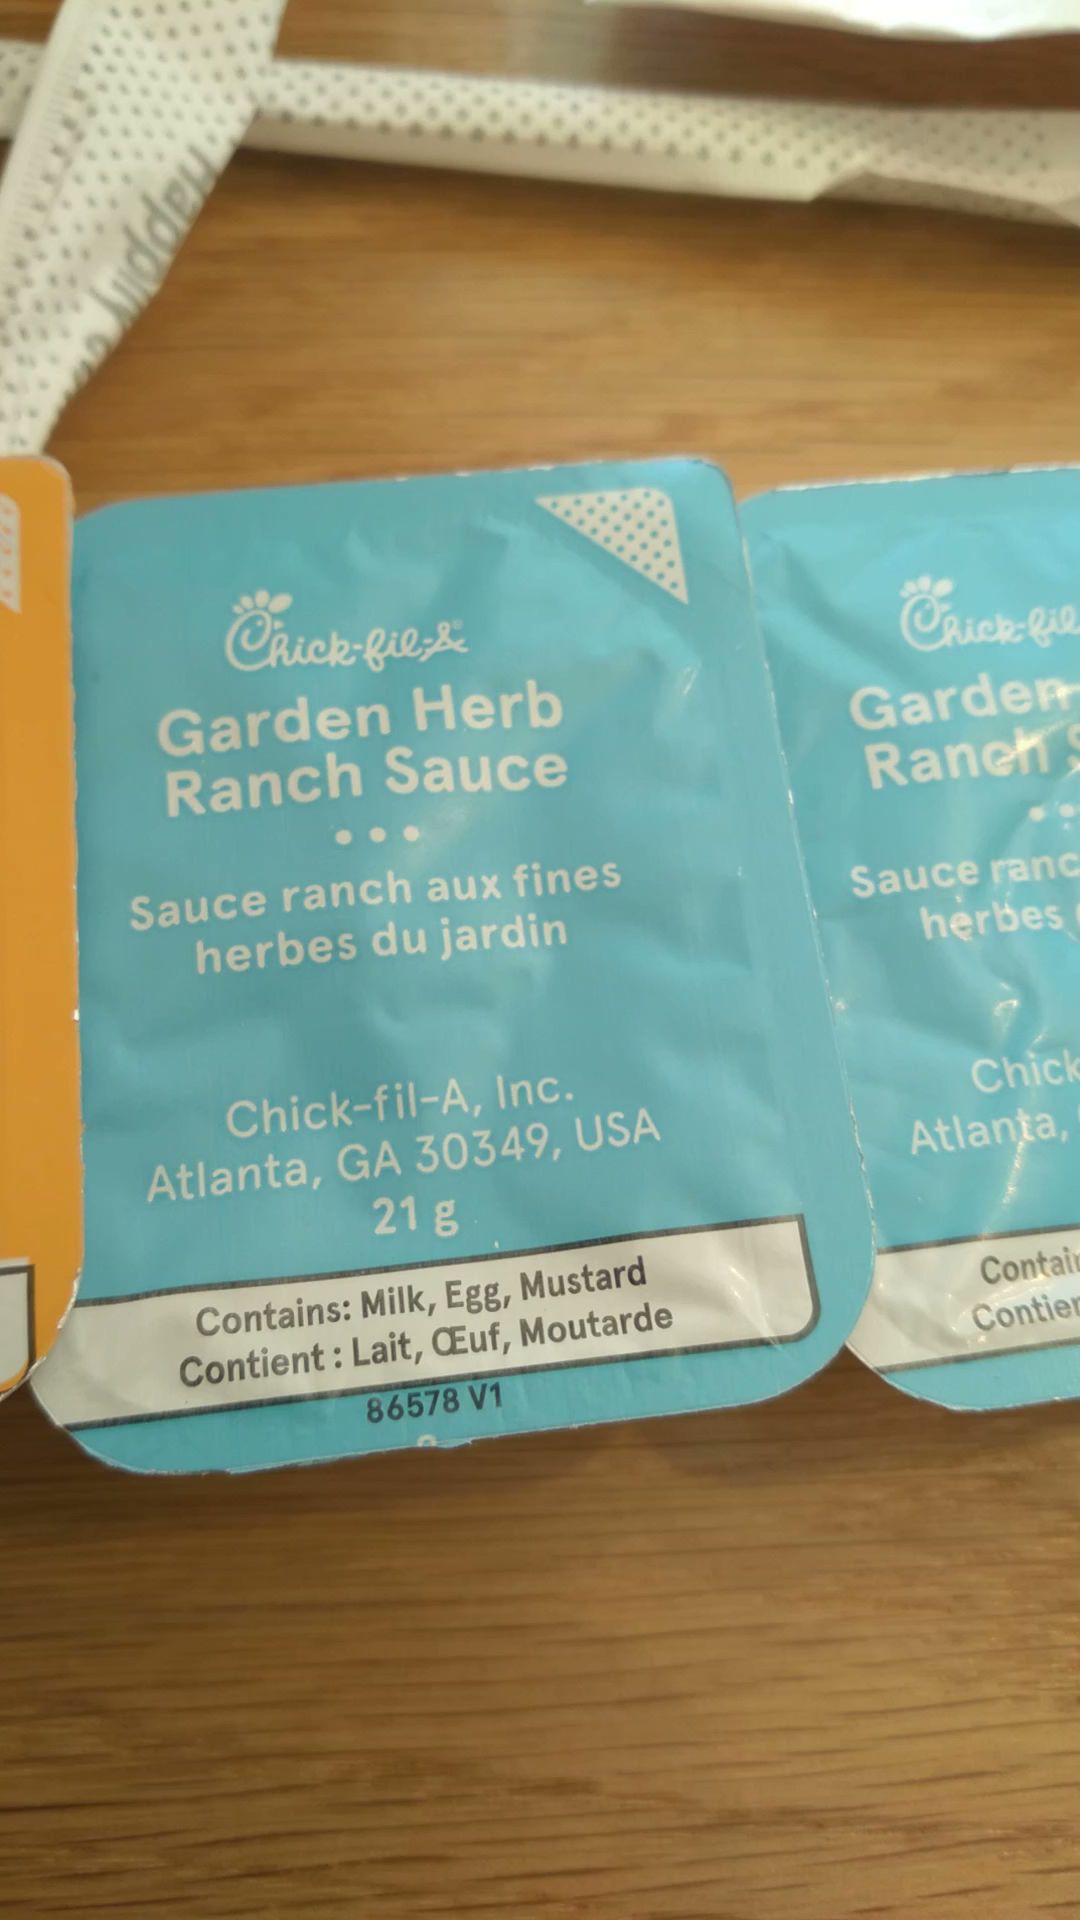 Happy
Chick-fil-A
Garden Herb
Ranch Sauce
Sauce ranch aux fines
herbes du jardin
Chick-fil-A, Inc.
Atlanta, GA 30349, USA
21 g
Contains: Milk, Egg, Mustard
Contient : Lait, Œuf, Moutarde
86578 V1
Chick-fil
Garden
Ranch S
Sauce ranc
herbes
Chick
Atlanta,
Contain
Contien